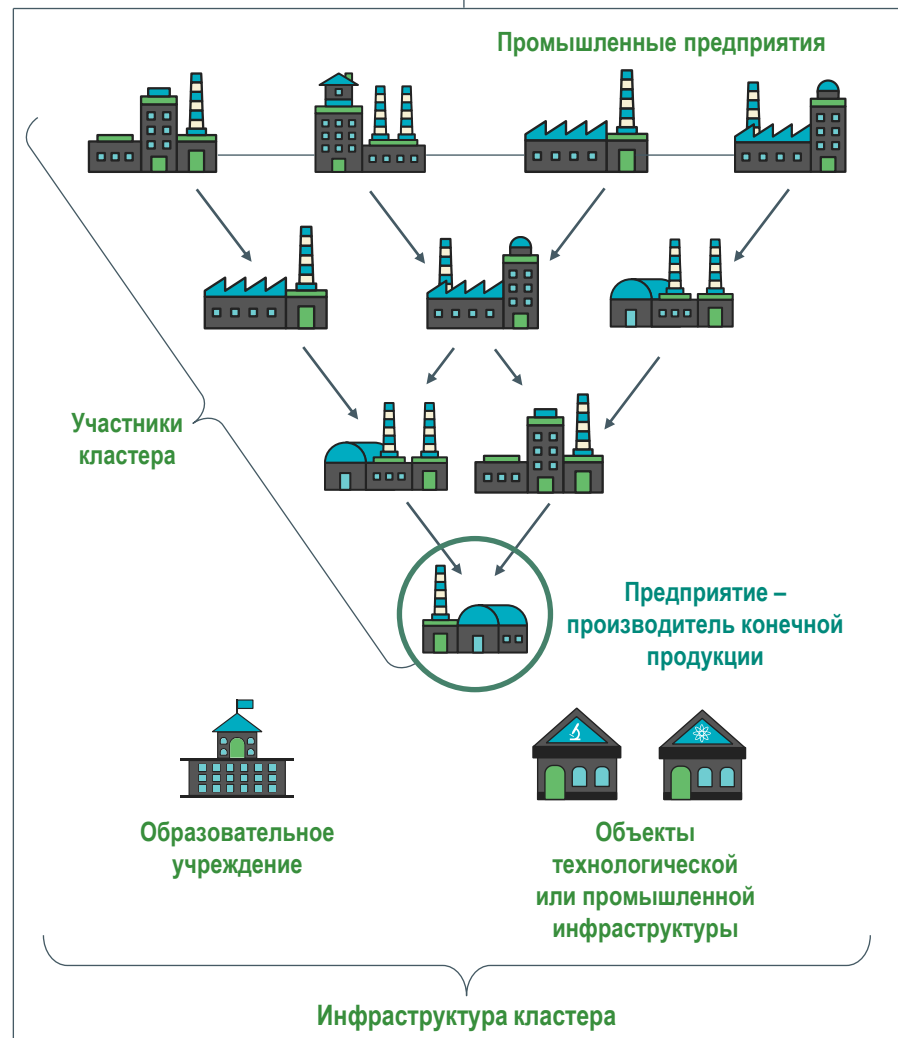 Промышленные предприятия
Участники
кластера
Предприятие –
производитель конечной
продукции
Образовательное
учреждение
Объекты
технологической
или промышленной
инфраструктуры
Инфраструктура кластера